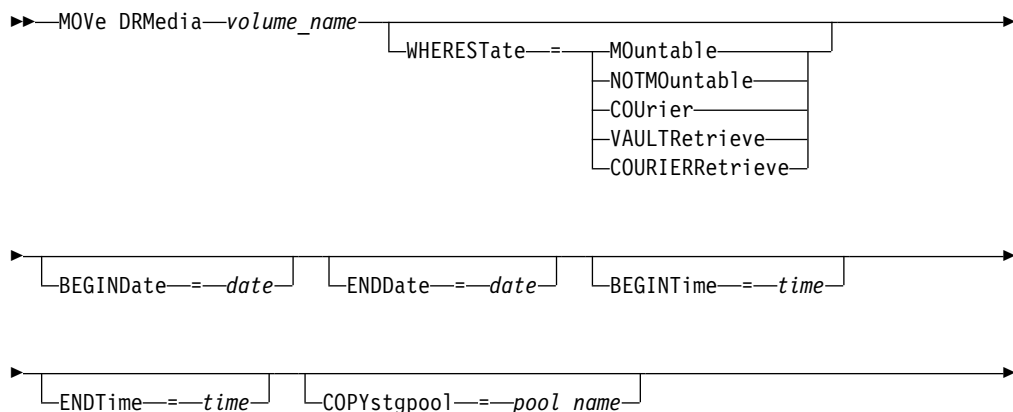 MOVe DRMedia volume_name
WHERESTate = MOuntable
NOTMOuntable
COUrier
VAULTRetrieve
COURIERRetrieve
BEGINDate = date ENDDate = date BEGINTime = time
ENDTime = time COPYstgpool = pool_name